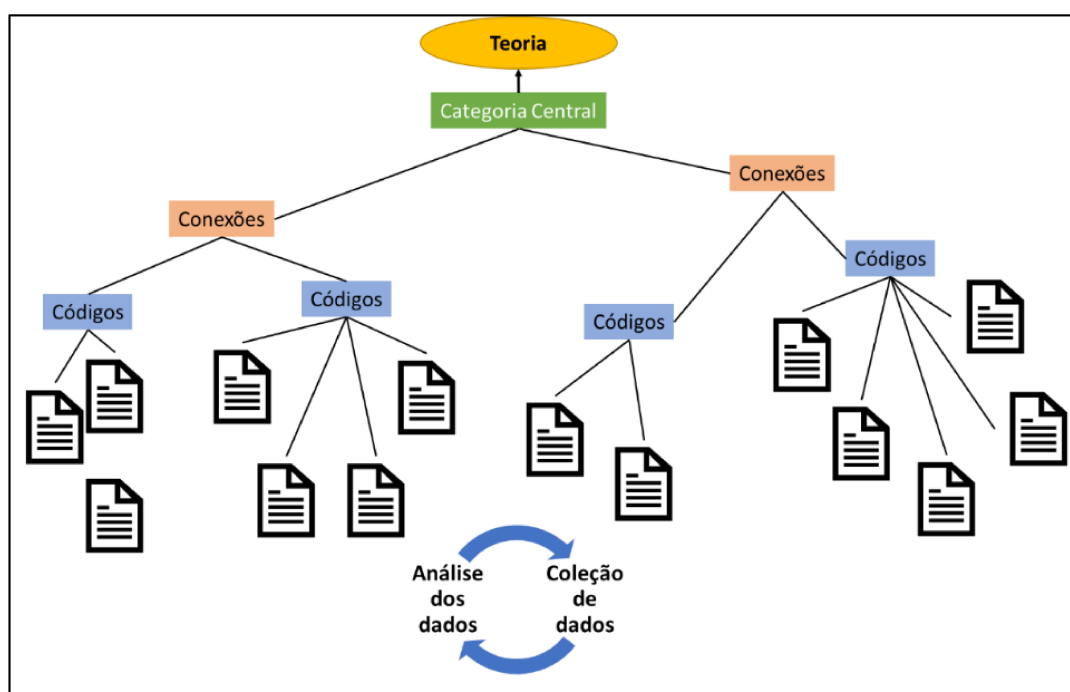 Teoria
Categoria Central
Conexões
Conexões
Códigos
Códigos
Códigos
Códigos
Análise
dos
dados
Coleção
de
dados